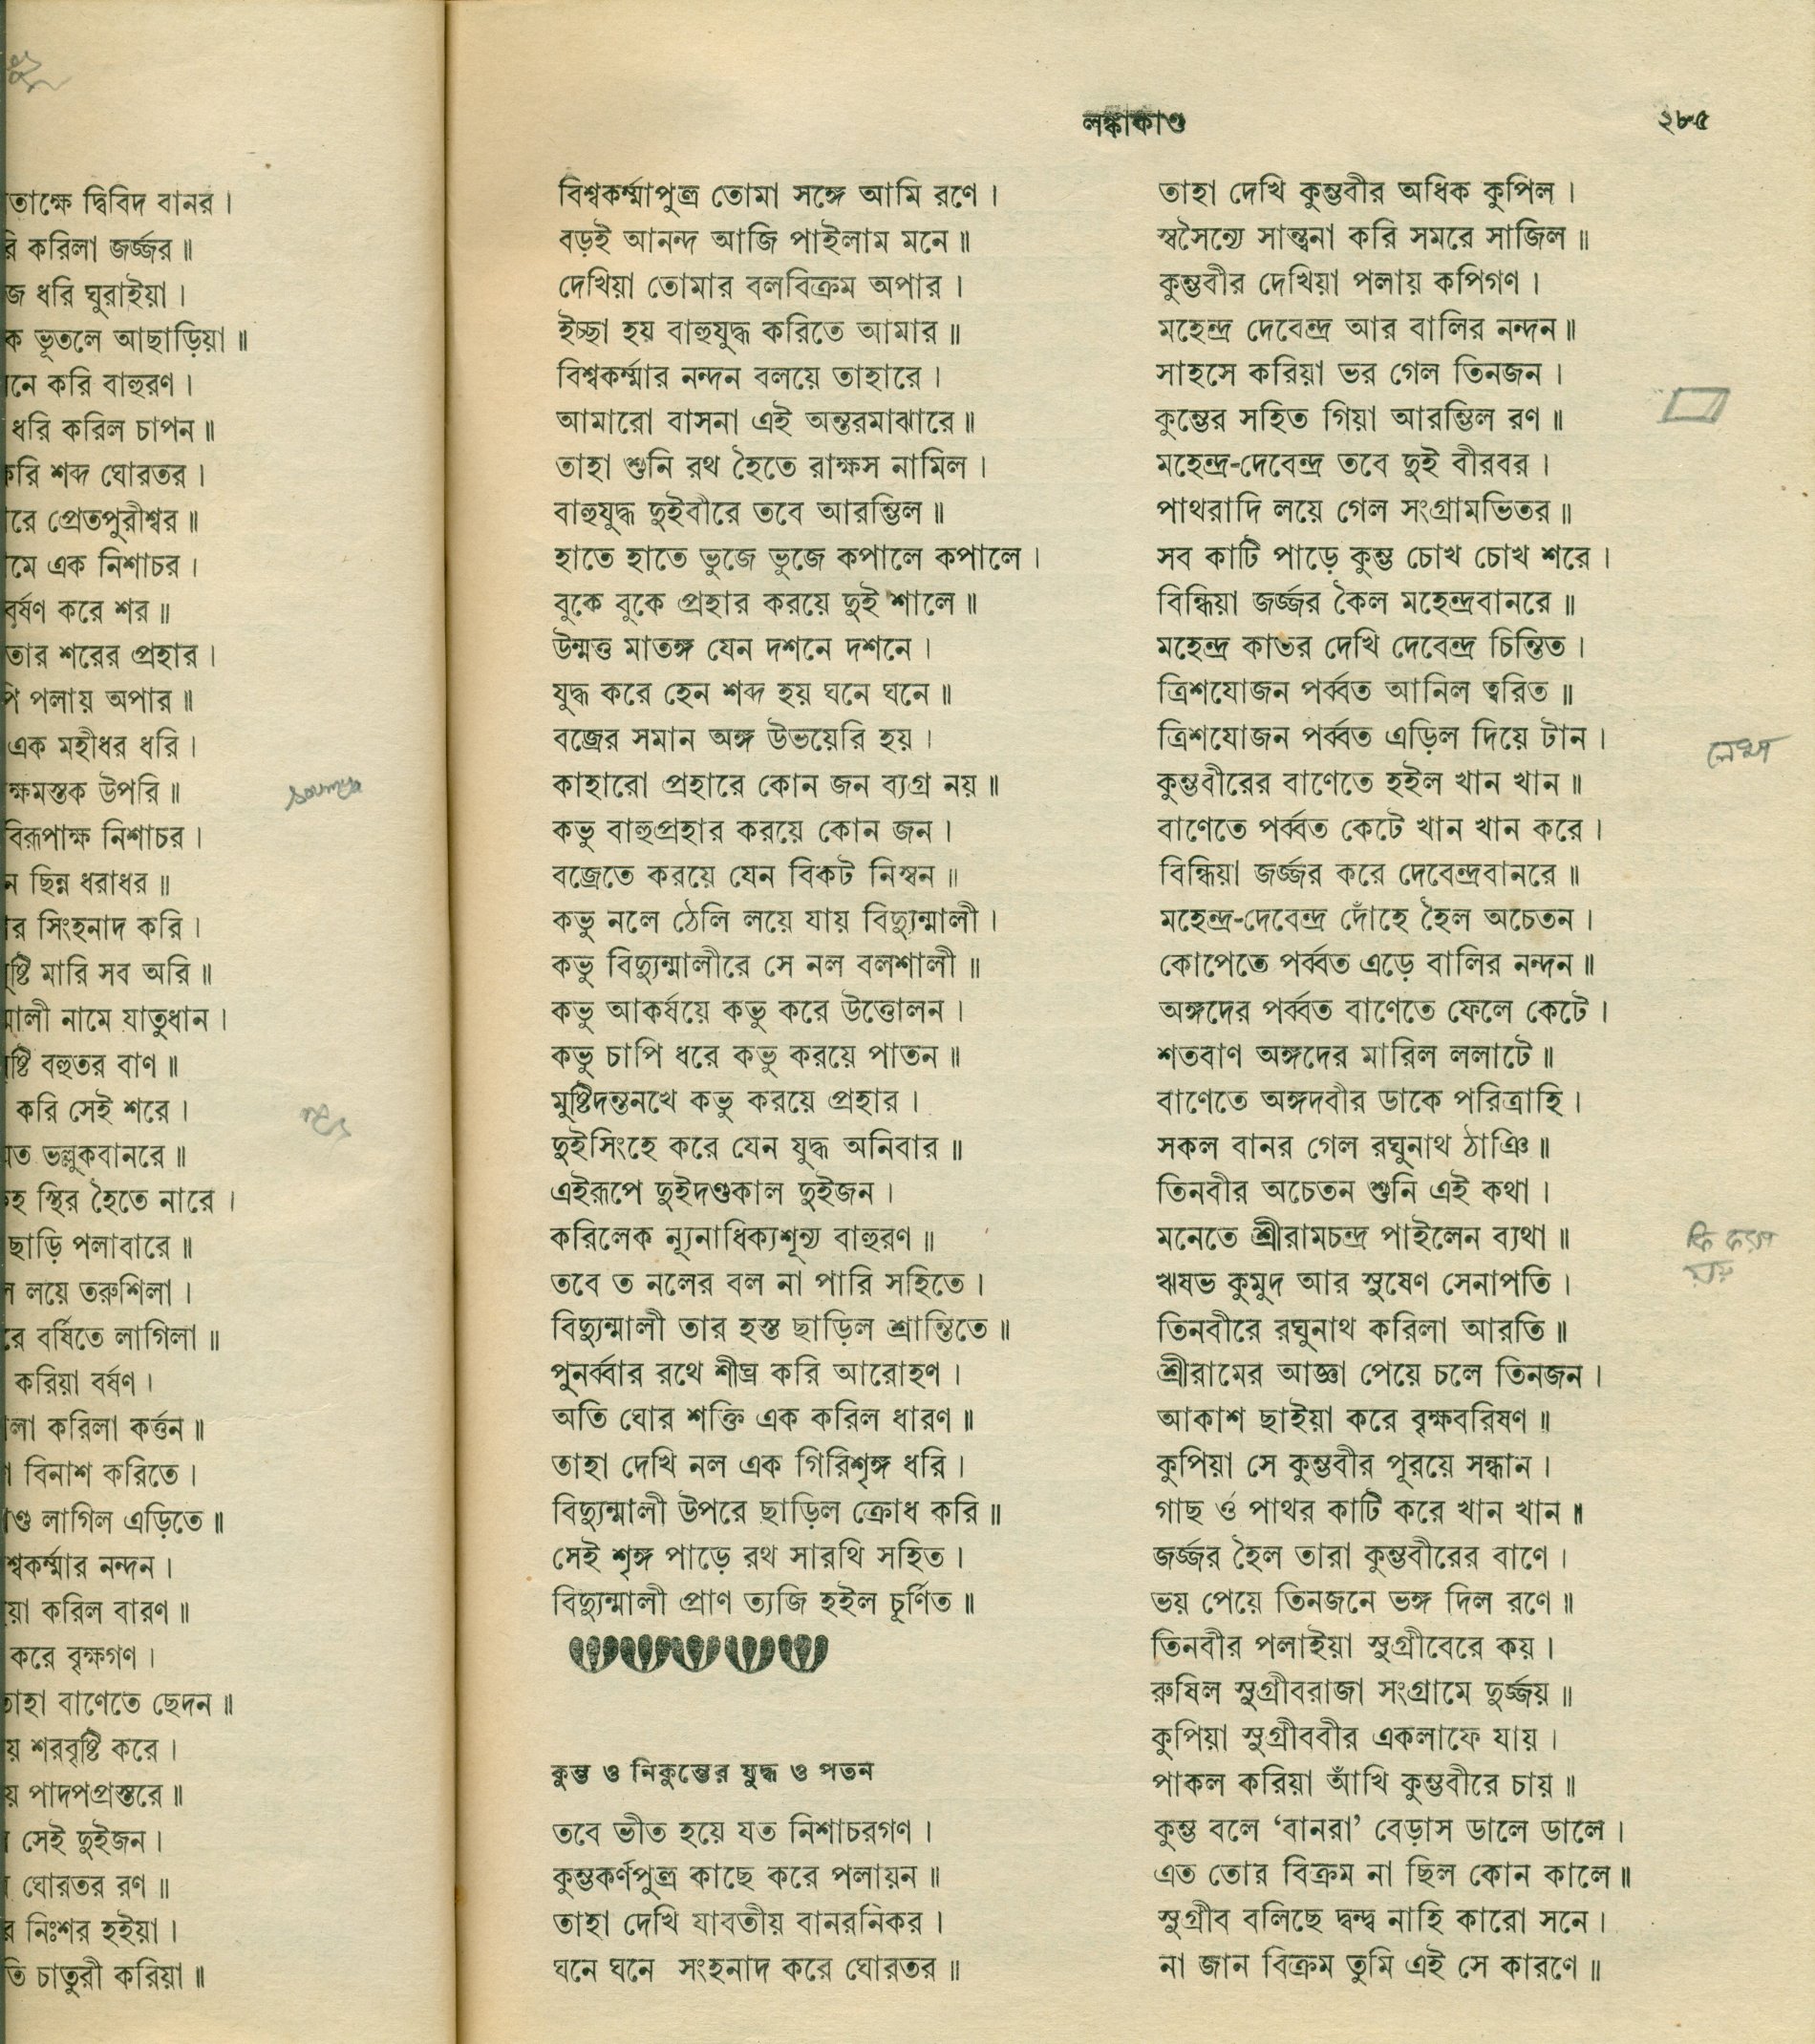 তাক্ষে দ্বিবিদ বানর ।
করিলা জর্জ্জর ॥
ধরি ঘুরাইয়া ।
ক ভূতলে আছাড়িয়া ॥
নে করি বাহুরণ ।
ধরি করিল চাপন ॥
করি শব্দ ঘোরতর ।
রে প্রেতপুরীশ্বর ॥
মে এক নিশাচর ।
বর্ষণ করে শর ॥
তার শরের প্রহার ।
পলায় অপার ॥
এক মহীধর ধরি ।
ক্ষমস্তক উপরি ॥
বিরূপাক্ষ নিশাচর ।
ন ছিন্ন ধরাধর ॥
র সিংহনাদ করি ।
ষ্টি মারি সব অরি ॥
মালী নামে যাতুধান ।
ষ্টি বহুতর বাণ ॥
করি সেই শরে ।
ত ভল্লুকবানরে ॥
হ স্থির হৈতে নারে ।
ছাড়ি পলাবারে ॥
লয়ে তরুশিলা ।
রে বর্ষিতে লাগিলা ॥
করিয়া বর্ষণ ।
লা করিলা কর্ত্তন ॥
বিনাশ করিতে ।
ণ্ড লাগিল এড়িতে ॥
শ্বকর্ম্মার নন্দন ।
য়া করিল বারণ ॥
করে বৃক্ষগণ ।
তাহা বাণেতে ছেদন ॥
য় শরবৃষ্টি করে ।
য় পাদপপ্রস্তরে ॥
সেই দুইজন ।
ঘোরতর রণ ॥
র নিঃশর হইয়া ।
তি চাতুরী করিয়া ॥
লঙ্কাকাণ্ড
২৮৫
বিশ্বকর্ম্মাপুত্র তোমা সঙ্গে আমি রণে ।
বড়ই আনন্দ আজি পাইলাম মনে ॥
দেখিয়া তোমার বলবিক্রম অপার ।
ইচ্ছা হয় বাহুযুদ্ধ করিতে আমার ॥
বিশ্বকর্ম্মার নন্দন বলয়ে তাহারে ।
আমারো বাসনা এই অন্তরমাঝারে ॥
তাহা শুনি রথ হৈতে রাক্ষস নামিল ।
বাহুযুদ্ধ দুইবীরে তবে আরম্ভিল ॥
হাতে হাতে ভুজে ভুজে কপালে কপালে ।
বুকে বুকে প্রহার করয়ে দুই শালে ॥
উন্মত্ত মাতঙ্গ যেন দশনে দশনে ।
যুদ্ধ করে হেন শব্দ হয় ঘনে ঘনে ॥
বজ্রের সমান অঙ্গ উভয়েরি হয় ।
কাহারো প্রহারে কোন জন ব্যগ্র নয় ॥
কভু বাহুপ্রহার করয়ে কোন জন ।
বজ্রেতে করয়ে যেন বিকট নিস্বন ॥
কভু নলে ঠেলি লয়ে যায় বিদ্যুন্মালী ।
কভু বিদ্যুন্মালীরে সে নল বলশালী ॥
কভু আকর্ষয়ে কভু করে উত্তোলন ।
কভু চাপি ধরে কভু করয়ে পাতন ॥
মুষ্টিদন্তনখে কভু করয়ে প্রহার ।
দুইসিংহে করে যেন যুদ্ধ অনিবার ॥
এইরূপে দুইদণ্ডকাল দুইজন ।
করিলেক ন্যূনাধিক্যশূন্য বাহুরণ ॥
তবে ত নলের বল না পারি সহিতে ।
বিদ্যুন্মালী তার হস্ত ছাড়িল শ্রান্তিতে ॥
পুনর্ব্বার রথে শীঘ্র করি আরোহণ ।
অতি ঘোর শক্তি এক করিল ধারণ ॥
তাহা দেখি নল এক গিরিশৃঙ্গ ধরি ।
বিদ্যুন্মালী উপরে ছাড়িল ক্রোধ করি ॥
সেই শৃঙ্গ পাড়ে রথ সারথি সহিত ।
বিদ্যুন্মালী প্রাণ ত্যজি হইল চূর্ণিত ॥
কুম্ভ ও নিকুম্ভের যুদ্ধ ও পতন
তবে ভীত হয়ে যত নিশাচরগণ ।
কুম্ভকর্ণপুত্র কাছে করে পলায়ন ॥
তাহা দেখি যাবতীয় বানরনিকর ।
ঘনে ঘনে সংহনাদ করে ঘোরতর ॥
তাহা দেখি কুম্ভবীর অধিক কুপিল ।
স্বসৈন্যে সান্ত্বনা করি সমরে সাজিল ॥
কুম্ভবীর দেখিয়া পলায় কপিগণ ।
মহেন্দ্র দেবেন্দ্র আর বালির নন্দন ॥
সাহসে করিয়া ভর গেল তিনজন ।
কুম্ভের সহিত গিয়া আরম্ভিল রণ ॥
মহেন্দ্র-দেবেন্দ্র তবে দুই বীরবর ।
পাথরাদি লয়ে গেল সংগ্রামভিতর ॥
সব কাটি পাড়ে কুম্ভ চোখ চোখ শরে ।
বিন্ধিয়া জর্জ্জর কৈল মহেন্দ্রবানরে ॥
মহেন্দ্র কাতর দেখি দেবেন্দ্র চিন্তিত ।
ত্রিশযোজন পর্ব্বত আনিল ত্বরিত ॥
ত্রিশযোজন পর্ব্বত এড়িল দিয়ে টান ।
কুম্ভবীরের বাণেতে হইল খান খান ॥
বাণেতে পর্ব্বত কেটে খান খান করে ।
বিন্ধিয়া জর্জ্জর করে দেবেন্দ্রবানরে ॥
মহেন্দ্র-দেবেন্দ্র দোঁহে হৈল অচেতন ।
কোপেতে পর্ব্বত এড়ে বালির নন্দন ॥
অঙ্গদের পর্ব্বত বাণেতে ফেলে কেটে ।
শতবাণ অঙ্গদের মারিল ললাটে ॥
বাণেতে অঙ্গদবীর ডাকে পরিত্রাহি ।
সকল বানর গেল রঘুনাথ ঠাঞি ॥
তিনবীর অচেতন শুনি এই কথা ।
মনেতে শ্রীরামচন্দ্র পাইলেন ব্যথা ॥
ঋষভ কুমুদ আর সুষেণ সেনাপতি ।
তিনবীরে রঘুনাথ করিলা আরতি ॥
শ্রীরামের আজ্ঞা পেয়ে চলে তিনজন ।
আকাশ ছাইয়া করে বৃক্ষবরিষণ ॥
কুপিয়া সে কুম্ভবীর পূরয়ে সন্ধান ।
গাছ ও পাথর কাটি করে খান খান ॥
জর্জ্জর হৈল তারা কুম্ভবীরের বাণে ।
ভয় পেয়ে তিনজনে ভঙ্গ দিল রণে ॥
তিনবীর পলাইয়া সুগ্রীবেরে কয় ।
রুষিল সুগ্রীবরাজা সংগ্রামে দুর্জ্জয় ॥
কুপিয়া সুগ্রীববীর একলাফে যায় ।
পাকল করিয়া আঁখি কুম্ভবীরে চায় ॥
কুম্ভ বলে ‘বানরা’ বেড়াস ডালে ডালে ।
এত তোর বিক্রম না ছিল কোন কালে ॥
সুগ্রীব বলিছে দ্বন্দ্ব নাহি কারো সনে ।
না জান বিক্রম তুমি এই সে কারণে ॥